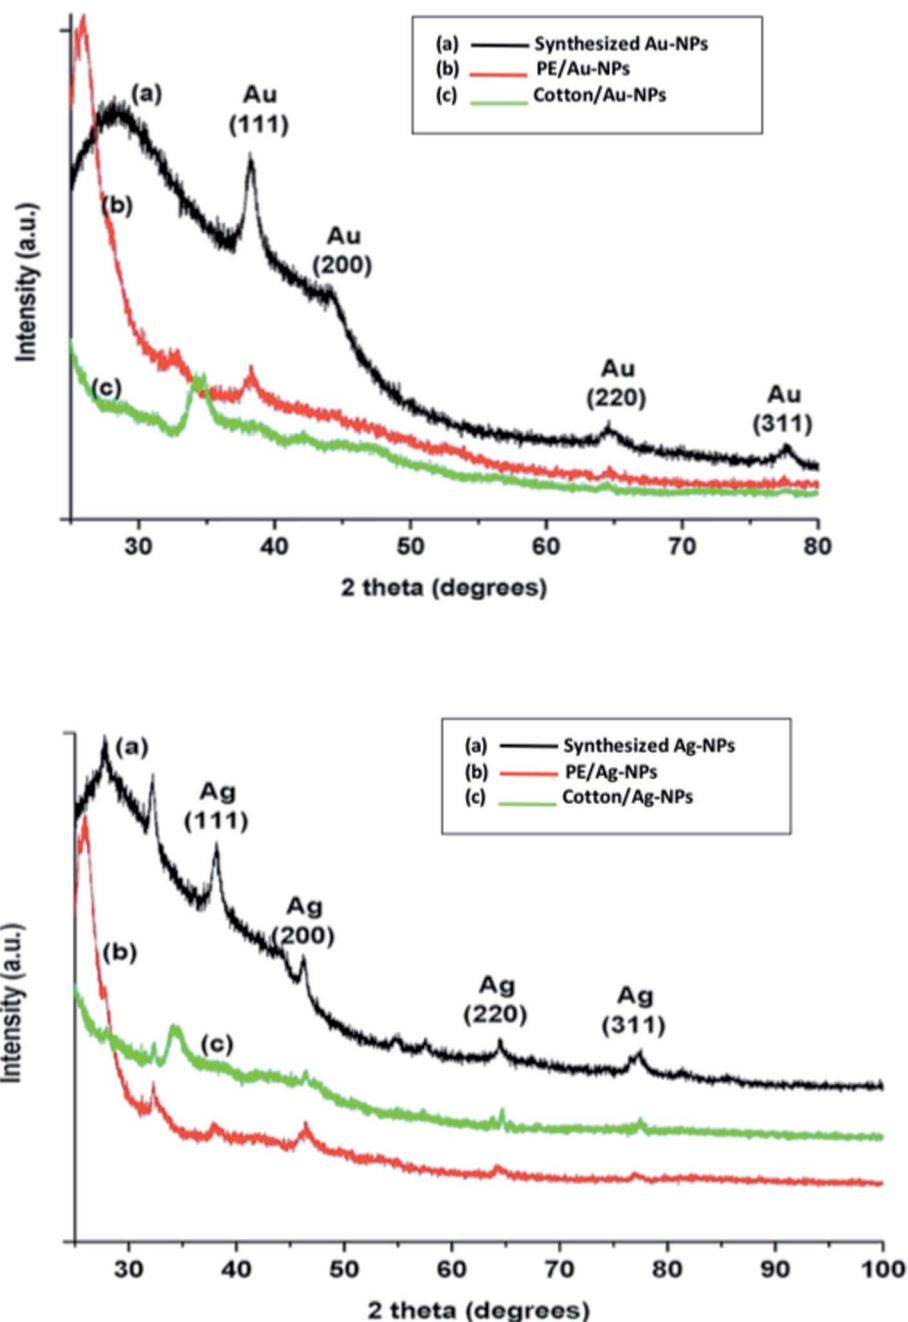 (a) Synthesized Au-NPs
(b) PE/Au-NPs
(c) Cotton/Au-NPs
(a)
Au
(111)
(b)
Au
(200)
(c)
Au
(220)
Au
(311)
Intensity (a.u.)
30 40 50 60 70 80
2 theta (degrees)
(a) Synthesized Ag-NPs
(b) PE/Ag-NPs
(c) Cotton/Ag-NPs
(a)
Ag
(111)
Ag
(200)
(b)
Ag
(220)
Ag
(311)
(c)
Intensity (a.u.)
30 40 50 60 70 80 90 100
2 theta (degrees)